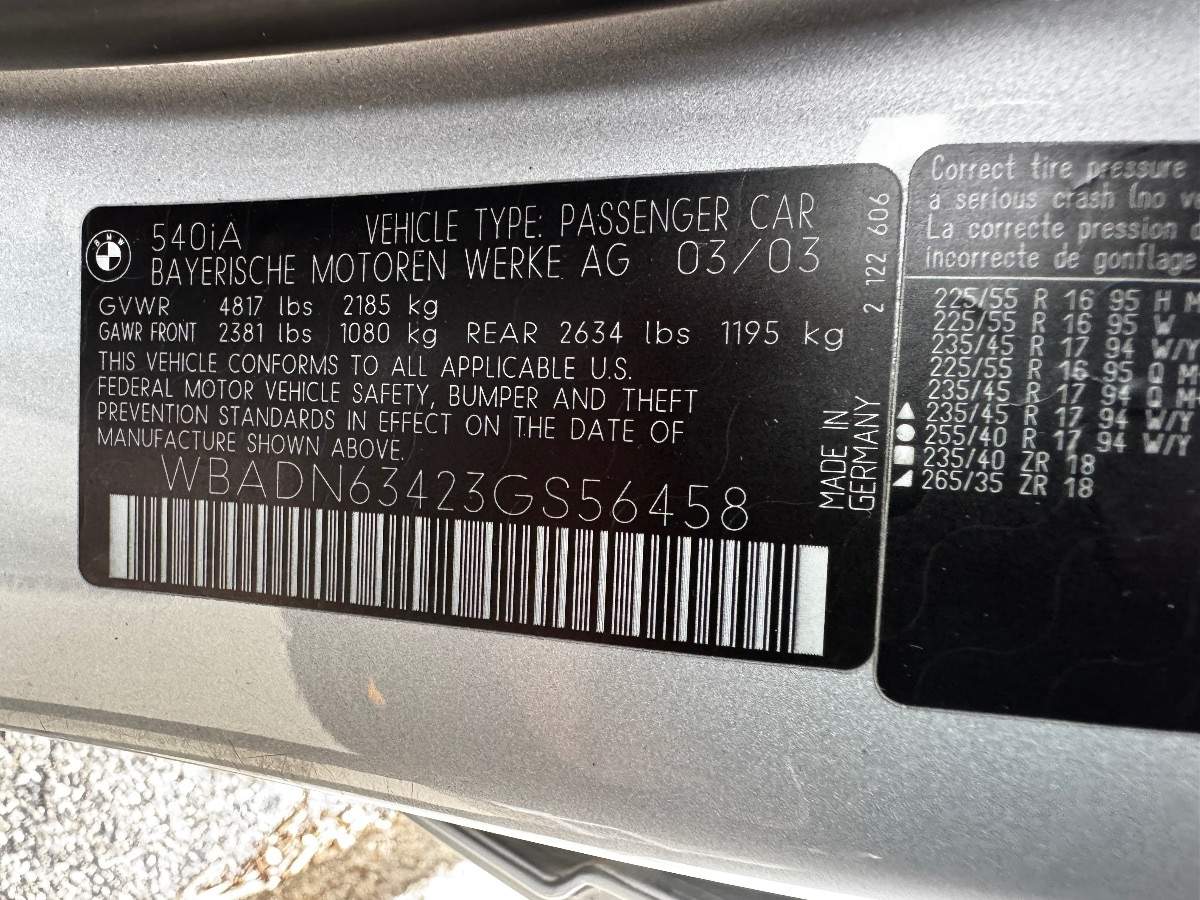 BMW
540iA VEHICLE TYPE: PASSENGER CAR
BAYERISCHE MOTOREN WERKE AG 03/03
GVWR 4817 lbs 2185 kg
GAWR FRONT 2381 lbs 1080 kg REAR 2634 lbs 1195 kg
THIS VEHICLE CONFORMS TO ALL APPLICABLE U.S.
FEDERAL MOTOR VEHICLE SAFETY, BUMPER AND THEFT
PREVENTION STANDARDS IN EFFECT ON THE DATE OF
MANUFACTURE SHOWN ABOVE.
WBADN63423GS56458
MADE IN
GERMANY
2 122 606
Correct tire pressure
a serious crash (no
La correcte pression
incorrecte de gonflage
225/55 R 16 95 H
225/55 R 16 95 W
235/45 R 17 94 W/Y
225/55 R 16 95 Q M
235/45 R 17 94 Q M
235/45 R 17 94 W/Y
255/40 R 17 94 W/Y
235/40 ZR 18
265/35 ZR 18